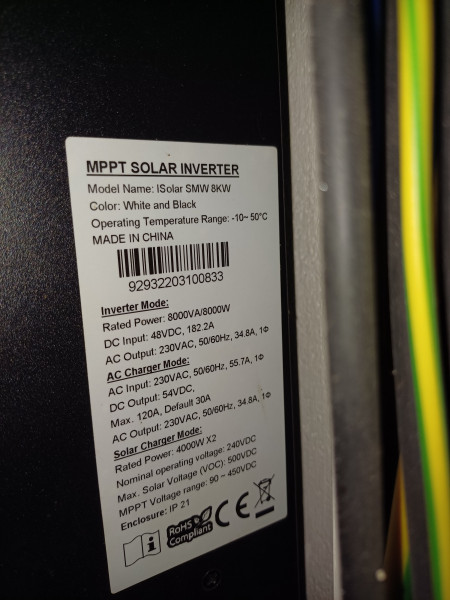 MPPT SOLAR INVERTER
Model Name: ISolar SMW 8KW
Color: White and Black
Operating Temperature Range: -10~ 50°C
MADE IN CHINA
92932203100833
Inverter Mode:
Rated Power: 8000VA/8000W
DC Input: 48VDC, 182.2A
AC Output: 230VAC, 50/60Hz, 34.8A, 1Φ
AC Charger Mode:
AC Input: 230VAC, 50/60Hz, 55.7A, 1Φ
DC Output: 54VDC,
Max. 120A, Default 30A
AC Output: 230VAC, 50/60Hz, 34.8A, 1Φ
Solar Charger Mode:
Rated Power: 4000W X2
Nominal operating voltage: 240VDC
Max. Solar Voltage (VOC): 500VDC
MPPT Voltage range: 90 ~ 450VDC
Enclosure: IP 21
i RoHS CE
Compliant